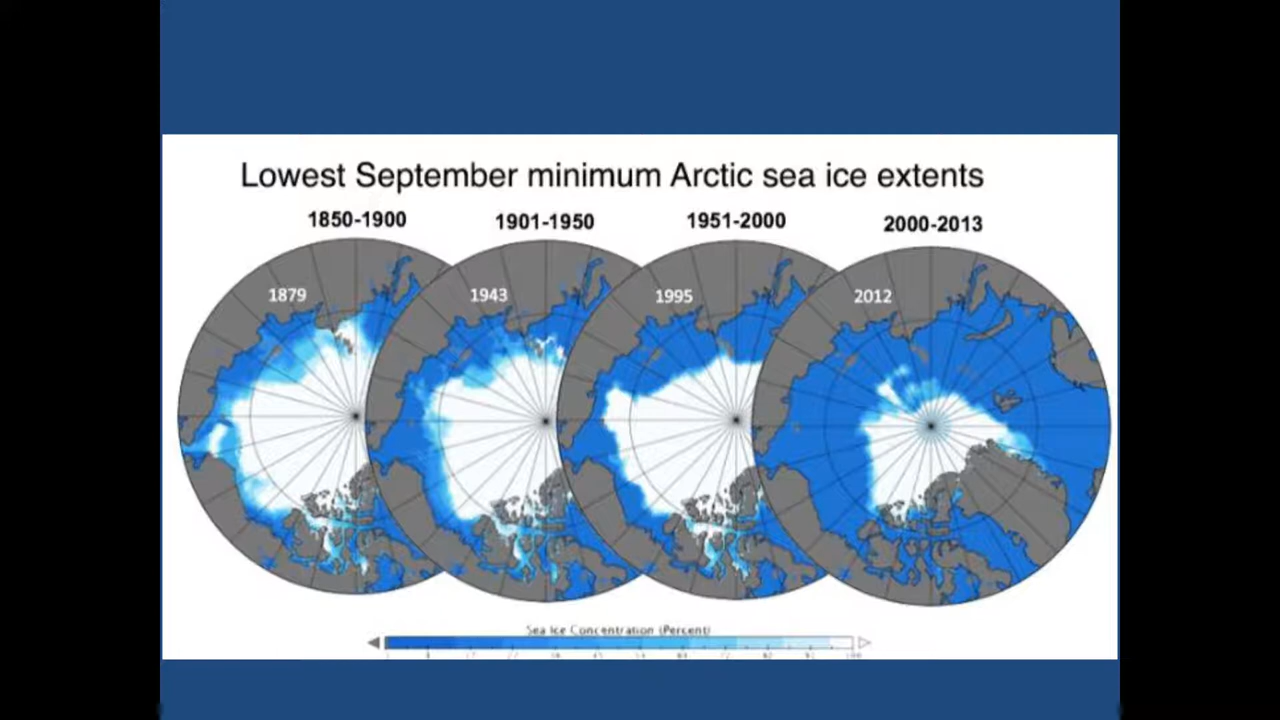 Lowest September minimum Arctic sea ice extents
1850-1900 1901-1950 1951-2000 2000-2013
1879 1943 1995 2012
Sea Ice Concentration (Percent)